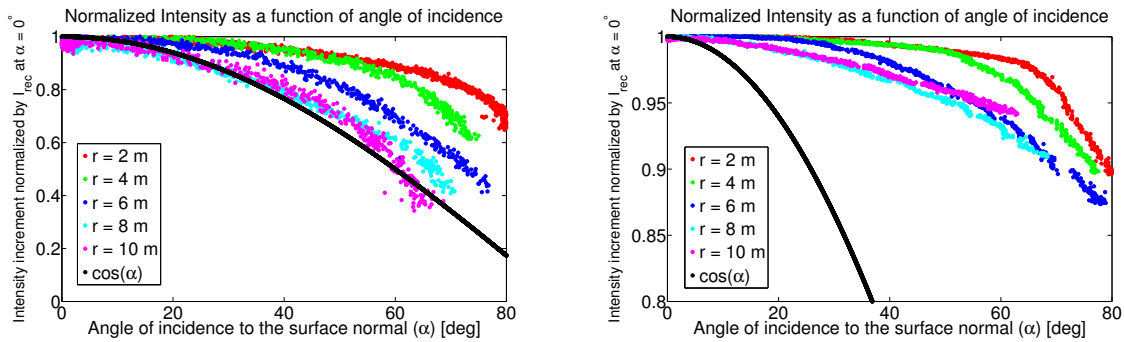 Normalized Intensity as a function of angle of incidence
Intensity increment normalized by I_rec at α = 0°
1
0.8
0.6
0.4
0.2
0
0 20 40 60 80
r = 2 m
r = 4 m
r = 6 m
r = 8 m
r = 10 m
cos(α)
Angle of incidence to the surface normal (α) [deg]
Normalized Intensity as a function of angle of incidence
Intensity increment normalized by I_rec at α = 0°
1
0.95
0.9
0.85
0.8
0 20 40 60 80
r = 2 m
r = 4 m
r = 6 m
r = 8 m
r = 10 m
cos(α)
Angle of incidence to the surface normal (α) [deg]